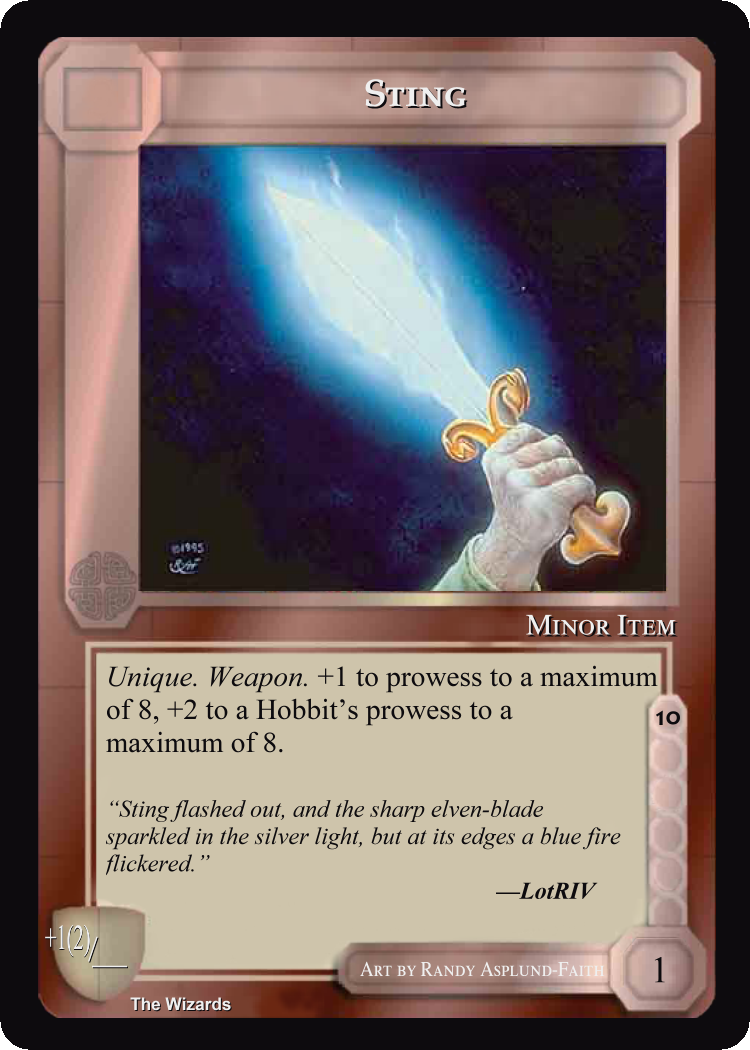 Sting
©1995
Minor Item
Unique. Weapon. +1 to prowess to a maximum
of 8, +2 to a Hobbit's prowess to a
maximum of 8.
10
“Sting flashed out, and the sharp elven-blade
sparkled in the silver light, but at its edges a blue fire
flickered.”
—LotRIV
+1(2)/__
Art by Randy Asplund-Faith
1
The Wizards